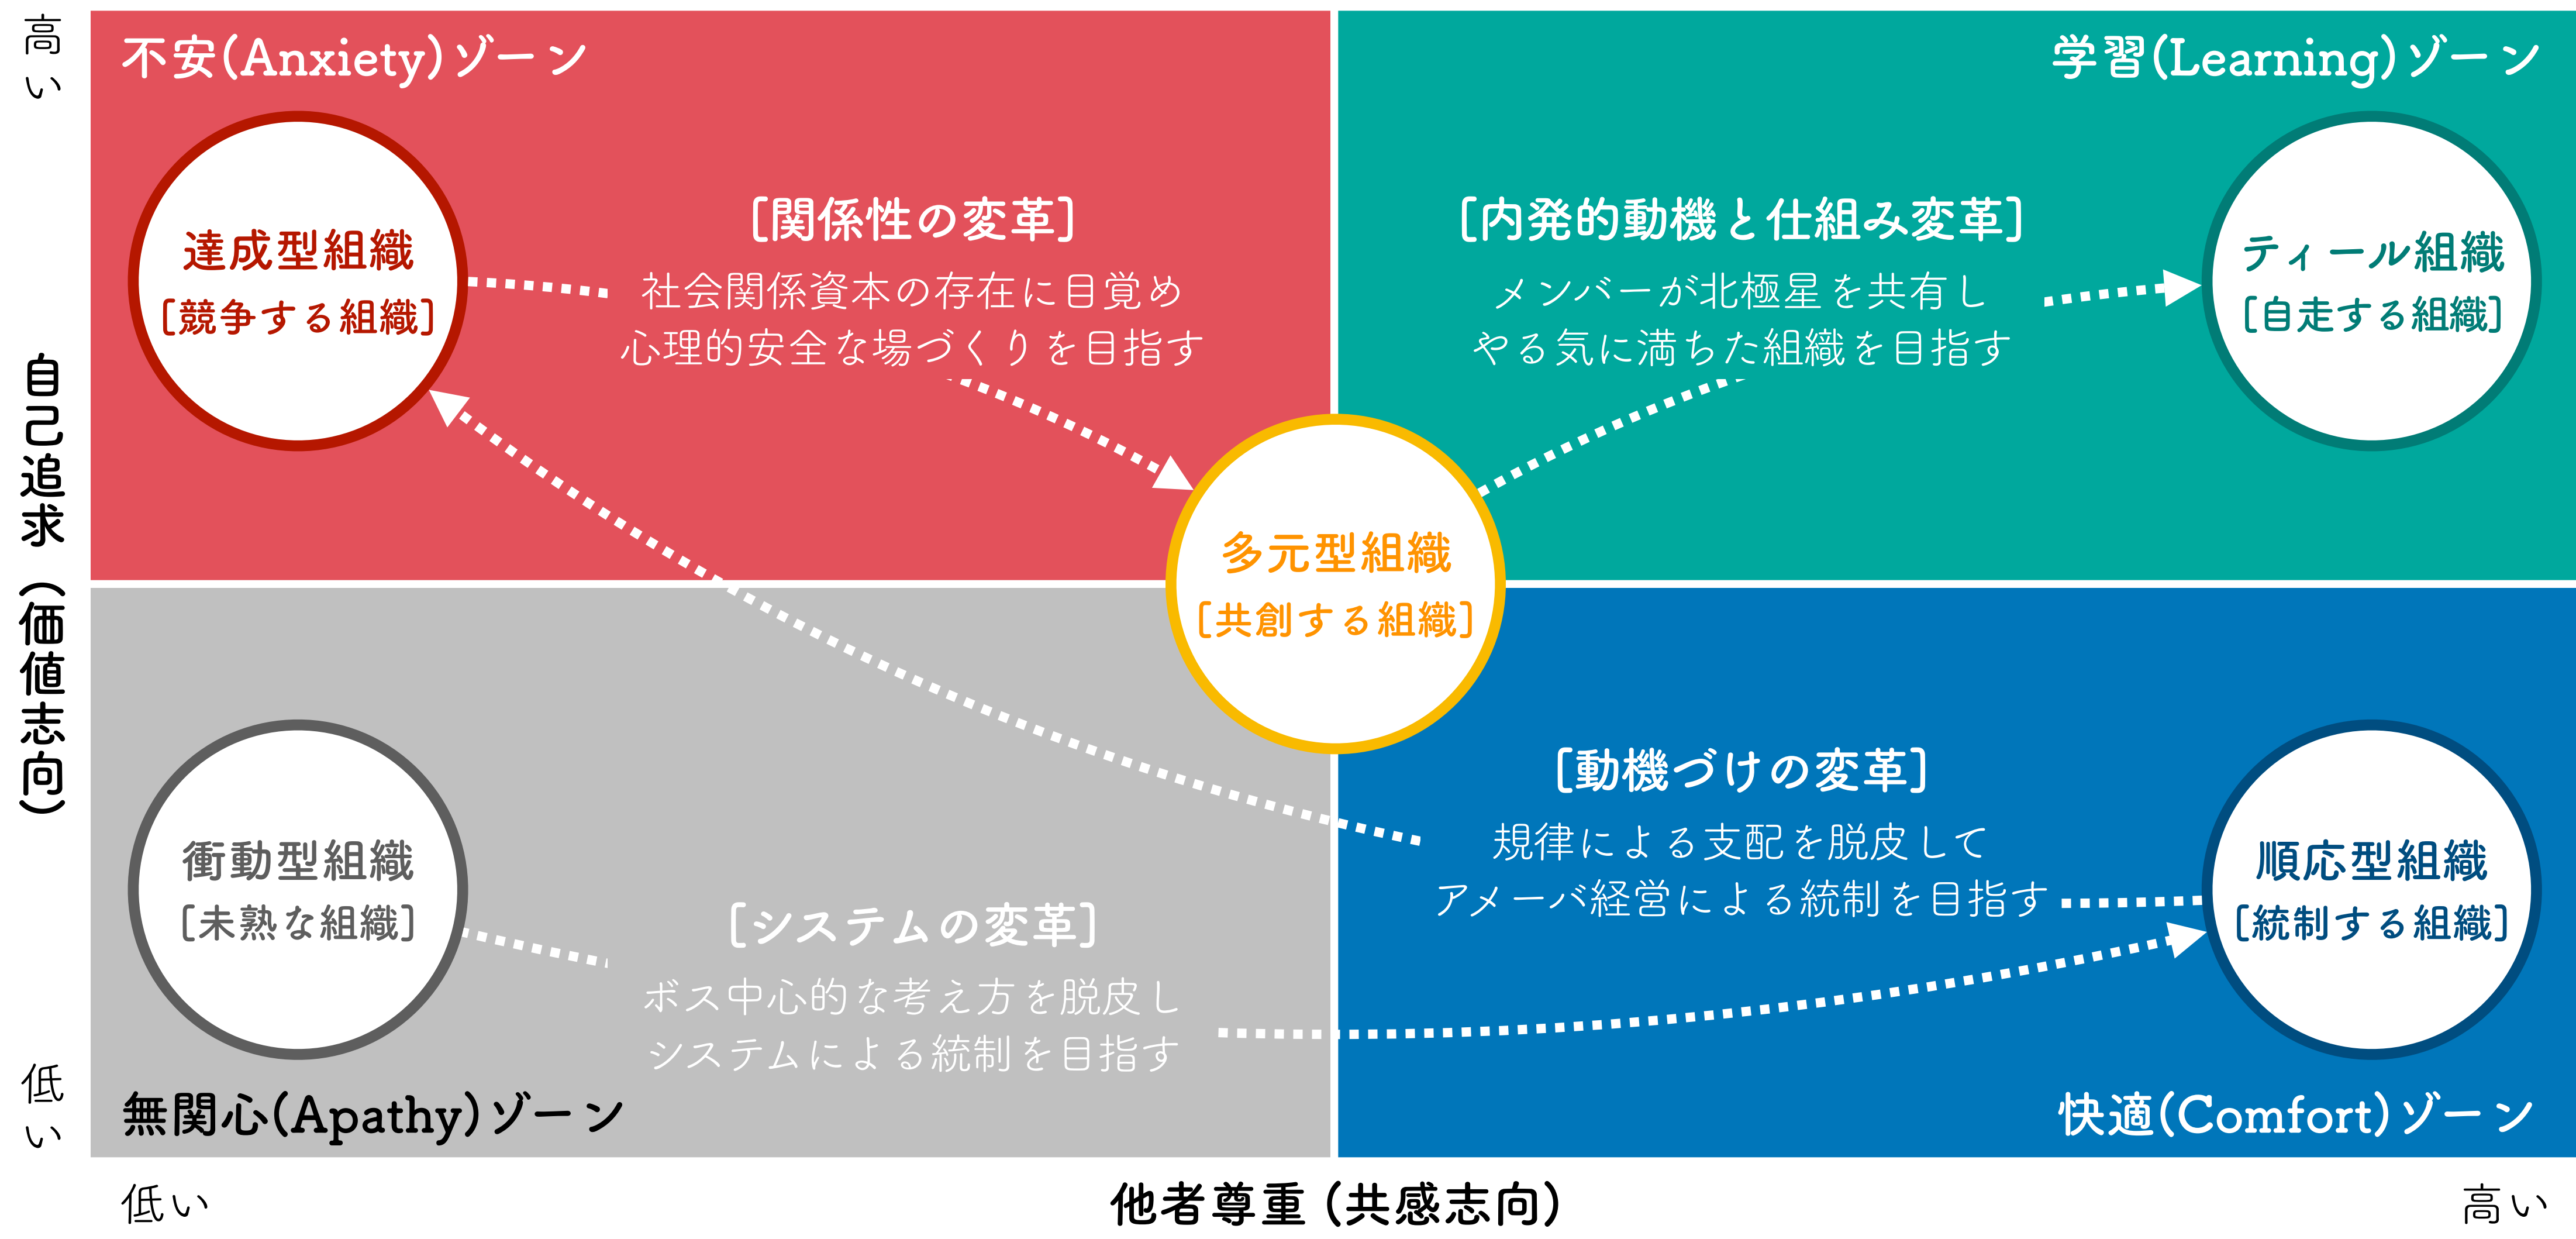 高い
不安(Anxiety)ゾーン
学習(Learning)ゾーン
達成型組織
[競争する組織]
[関係性の変革]
社会関係資本の存在に目覚め
心理的安全な場づくりを目指す
[内発的動機と仕組み変革]
メンバーが北極星を共有し
やる気に満ちた組織を目指す
ティール組織
[自走する組織]
自己追求（価値志向）
多元型組織
[共創する組織]
衝動型組織
[未熟な組織]
[システムの変革]
ボス中心的な考え方を脱皮し
システムによる統制を目指す
[動機づけの変革]
規律による支配を脱皮して
アメーバ経営による統制を目指す
順応型組織
[統制する組織]
低い
無関心(Apathy)ゾーン
快適(Comfort)ゾーン
低い
他者尊重 (共感志向)
高い